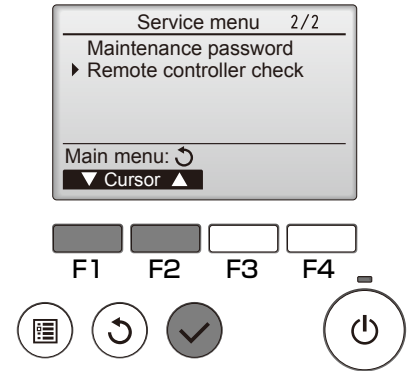 Service menu 2/2
Maintenance password
Remote controller check
Main menu:
▼ Cursor ▲
F1 F2 F3 F4